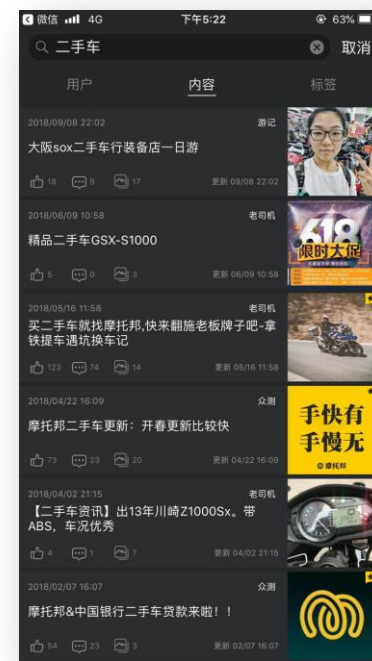 微信 4G 下午5:22 63%
二手车 取消
用户 内容 标签
2018/09/08 22:02 游记
大阪sox二手车行装备店一日游
18 5 17 更新 09/08 22:02
2018/06/09 10:58 老司机
精品二手车GSX-S1000
5 0 3 更新 06/09 10:58
618
限时大促
2018/05/16 11:58 老司机
买二手车就找摩托邦,快来翻施老板牌子吧-拿
铁提车遇坑换车记
123 74 14 更新 05/16 11:58
2018/04/22 16:09 众测
摩托邦二手车更新：开春更新比较快
73 23 20 更新 04/22 16:09
手快有
手慢无
摩托邦
2018/04/02 21:15 老司机
【二手车资讯】出13年川崎Z1000Sx。带
ABS，车况优秀
4 1 7 更新 04/02 21:15
2018/02/07 16:07 众测
摩托邦&中国银行二手车贷款来啦！！
54 23 3 更新 02/07 16:07